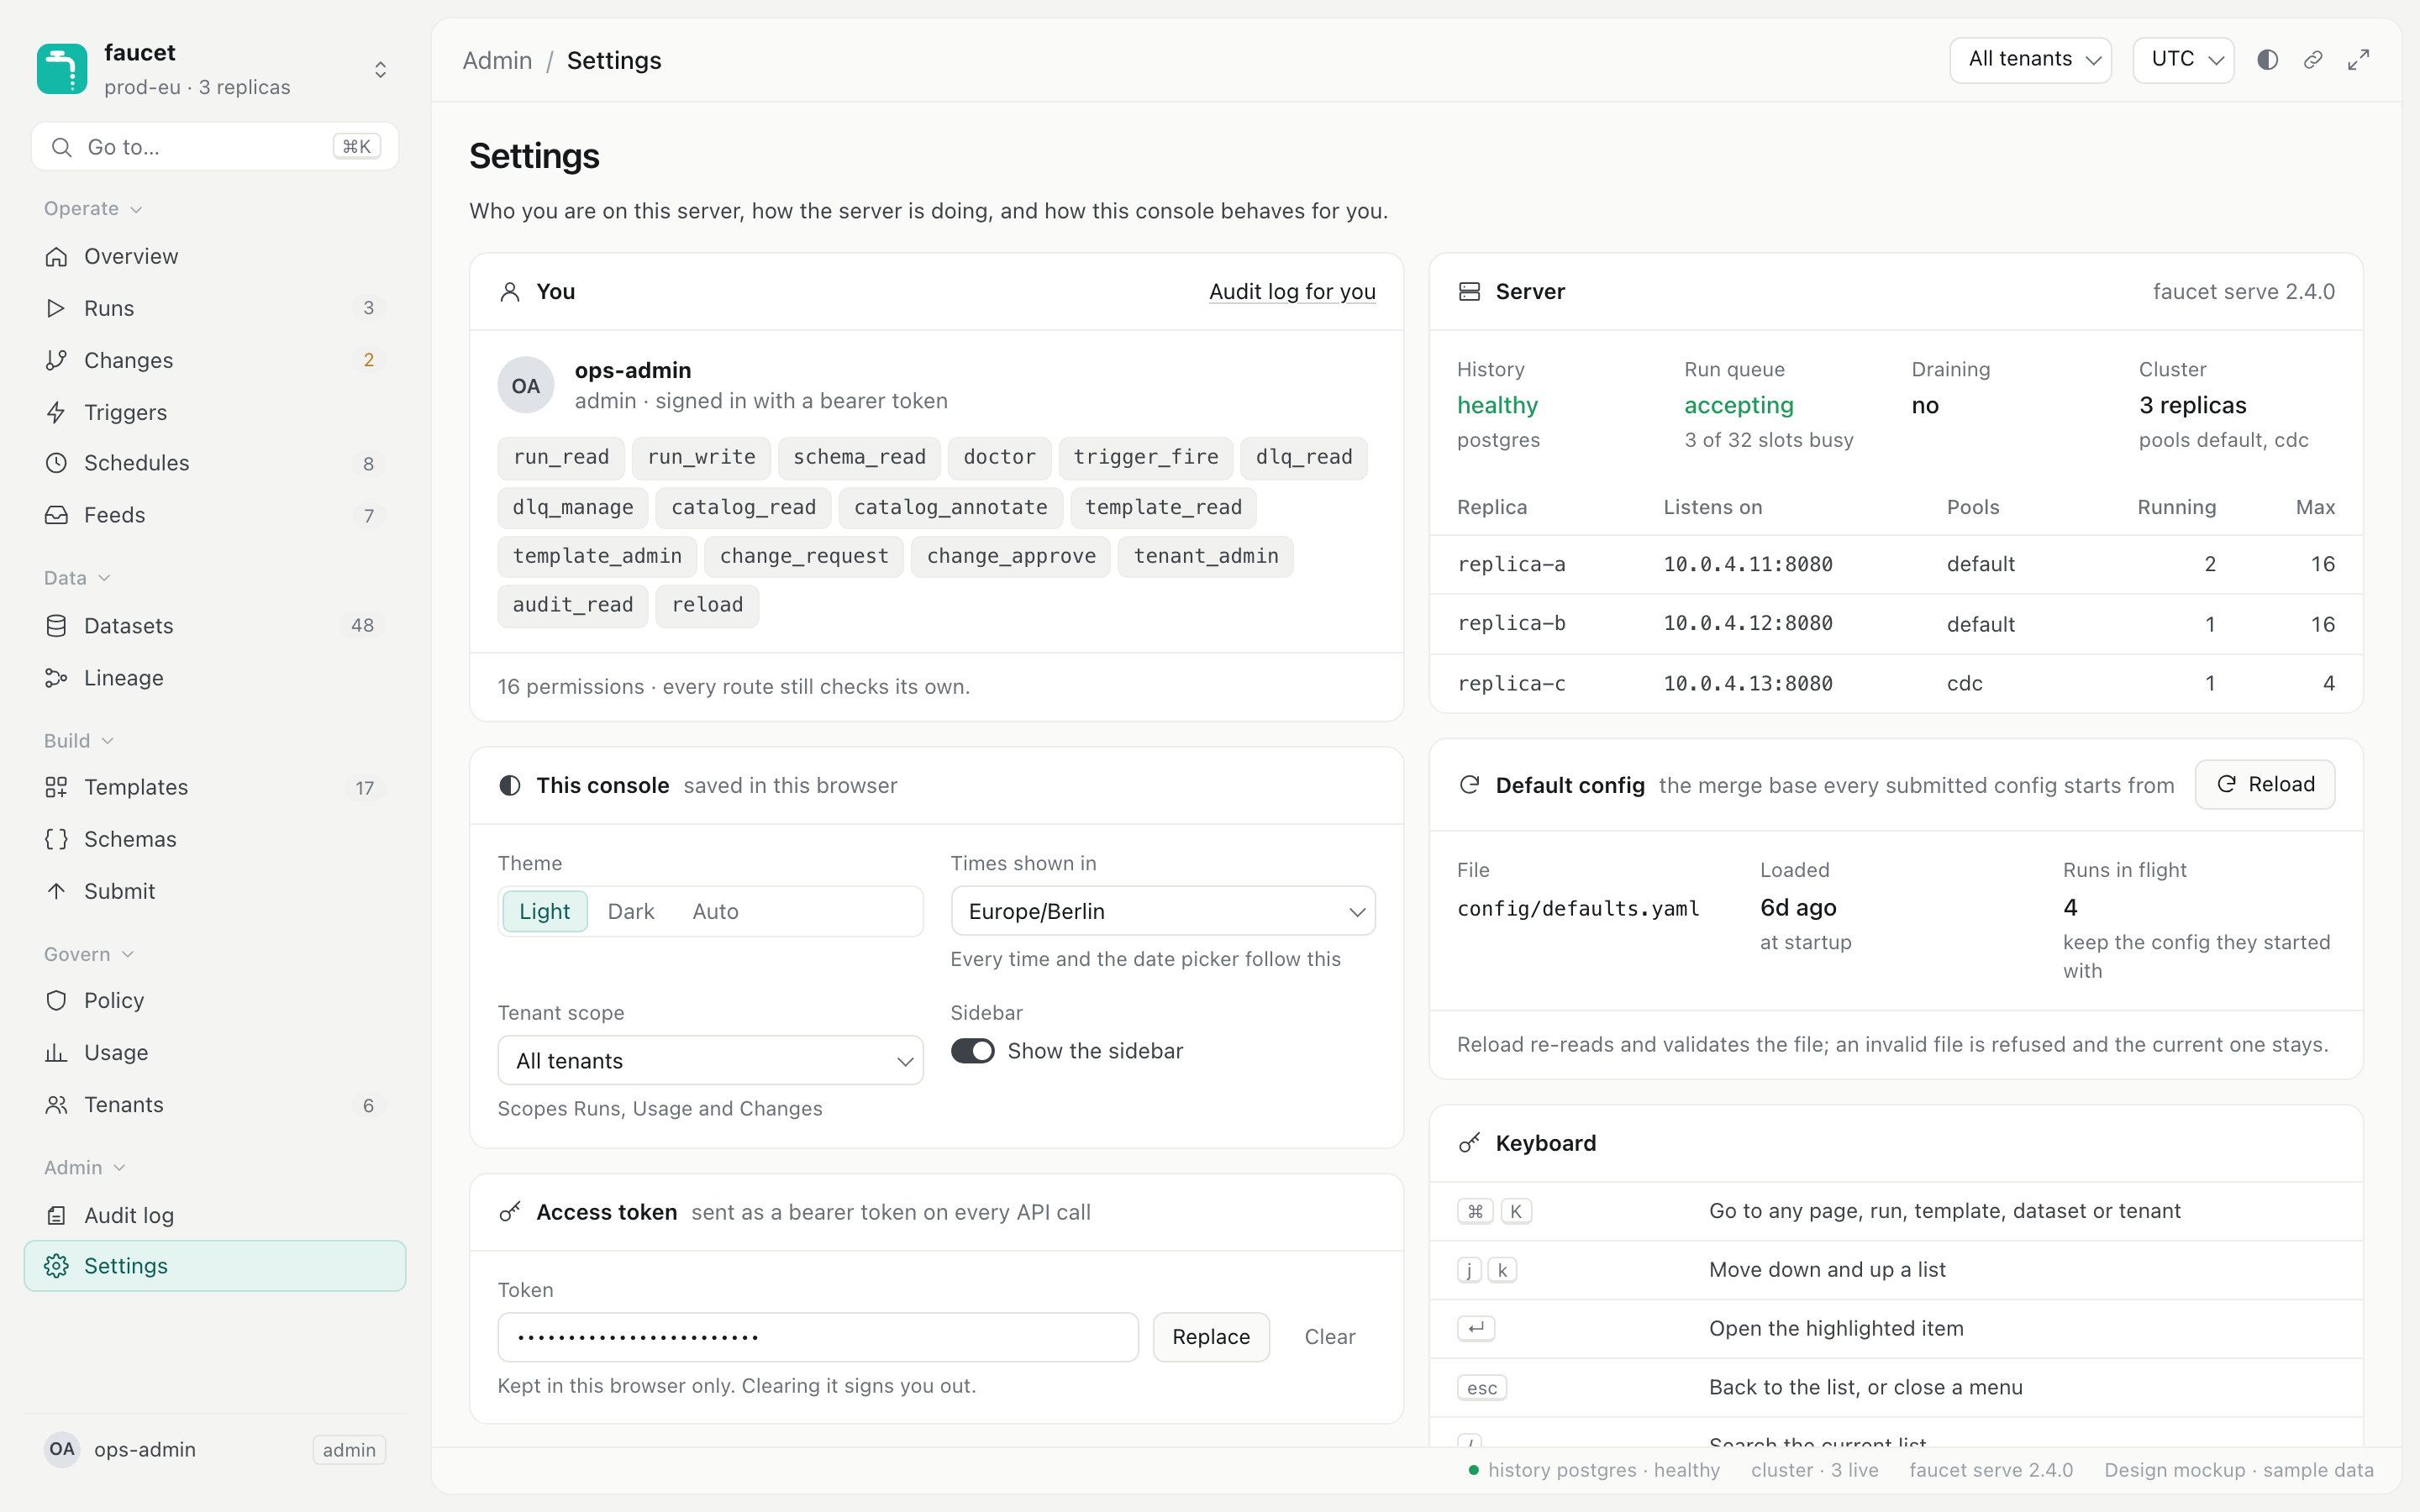 faucet
prod-eu · 3 replicas
Go to...
⌘K
Operate
Overview
Runs
3
Changes
2
Triggers
Schedules
8
Feeds
7
Data
Datasets
48
Lineage
Build
Templates
17
Schemas
Submit
Govern
Policy
Usage
Tenants
6
Admin
Audit log
Settings
OA
ops-admin
admin
Admin / Settings
All tenants
UTC
Settings
Who you are on this server, how the server is doing, and how this console behaves for you.
You
Audit log for you
OA
ops-admin
admin · signed in with a bearer token
run_read run_write schema_read doctor trigger_fire dlq_read
dlq_manage catalog_read catalog_annotate template_read
template_admin change_request change_approve tenant_admin
audit_read reload
16 permissions · every route still checks its own.
This console saved in this browser
Theme
Light Dark Auto
Times shown in
Europe/Berlin
Every time and the date picker follow this
Tenant scope
All tenants
Scopes Runs, Usage and Changes
Sidebar
Show the sidebar
Access token sent as a bearer token on every API call
Token
••••••••••••••••••••••••
Replace
Clear
Kept in this browser only. Clearing it signs you out.
Server
faucet serve 2.4.0
History
healthy
postgres
Run queue
accepting
3 of 32 slots busy
Draining
no
Cluster
3 replicas
pools default, cdc
Replica Listens on Pools Running Max
replica-a 10.0.4.11:8080 default 2 16
replica-b 10.0.4.12:8080 default 1 16
replica-c 10.0.4.13:8080 cdc 1 4
Default config the merge base every submitted config starts from
Reload
File
config/defaults.yaml
Loaded
6d ago
at startup
Runs in flight
4
keep the config they started
with
Reload re-reads and validates the file; an invalid file is refused and the current one stays.
Keyboard
⌘ K Go to any page, run, template, dataset or tenant
j k Move down and up a list
↵ Open the highlighted item
esc Back to the list, or close a menu
/ Search the current list
history postgres · healthy
cluster · 3 live
faucet serve 2.4.0
Design mockup · sample data